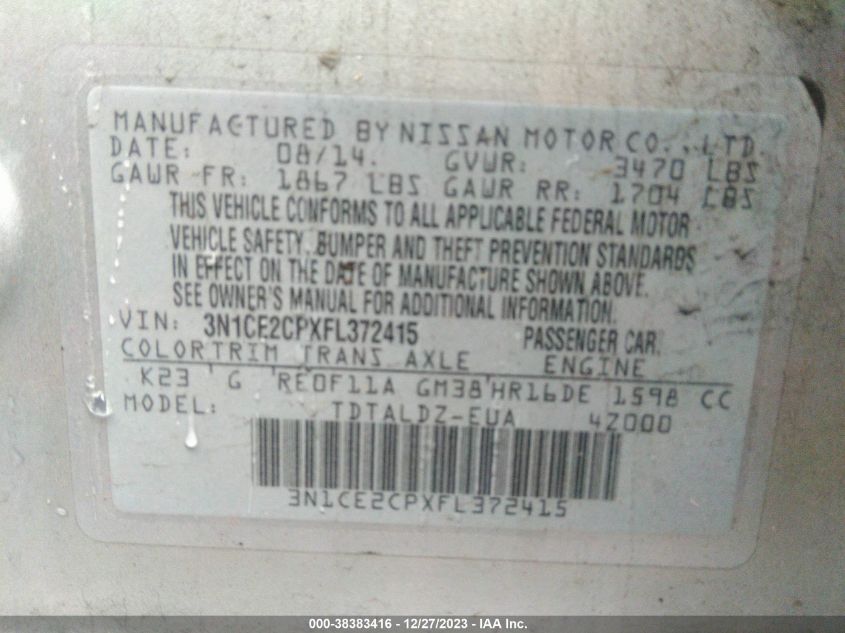 MANUFACTURED BY NISSAN MOTOR CO., LTD.
DATE: 08/14. GVWR: 3470 LBS
GAWR FR: 1867 LBS GAWR RR: 1704 LBS
THIS VEHICLE CONFORMS TO ALL APPLICABLE FEDERAL MOTOR
VEHICLE SAFETY, BUMPER AND THEFT PREVENTION STANDARDS
IN EFFECT ON THE DATE OF MANUFACTURE SHOWN ABOVE.
SEE OWNER'S MANUAL FOR ADDITIONAL INFORMATION.
VIN: 3N1CE2CPXFL372415 PASSENGER CAR.
COLORTRIM TRANS AXLE ENGINE
K23 G RE0F11A GM38 HR16DE 1598 CC
MODEL: TDTALDZ-EUA 4Z000
3N1CE2CPXFL372415
000-38383416 - 12/27/2023 - IAA Inc.